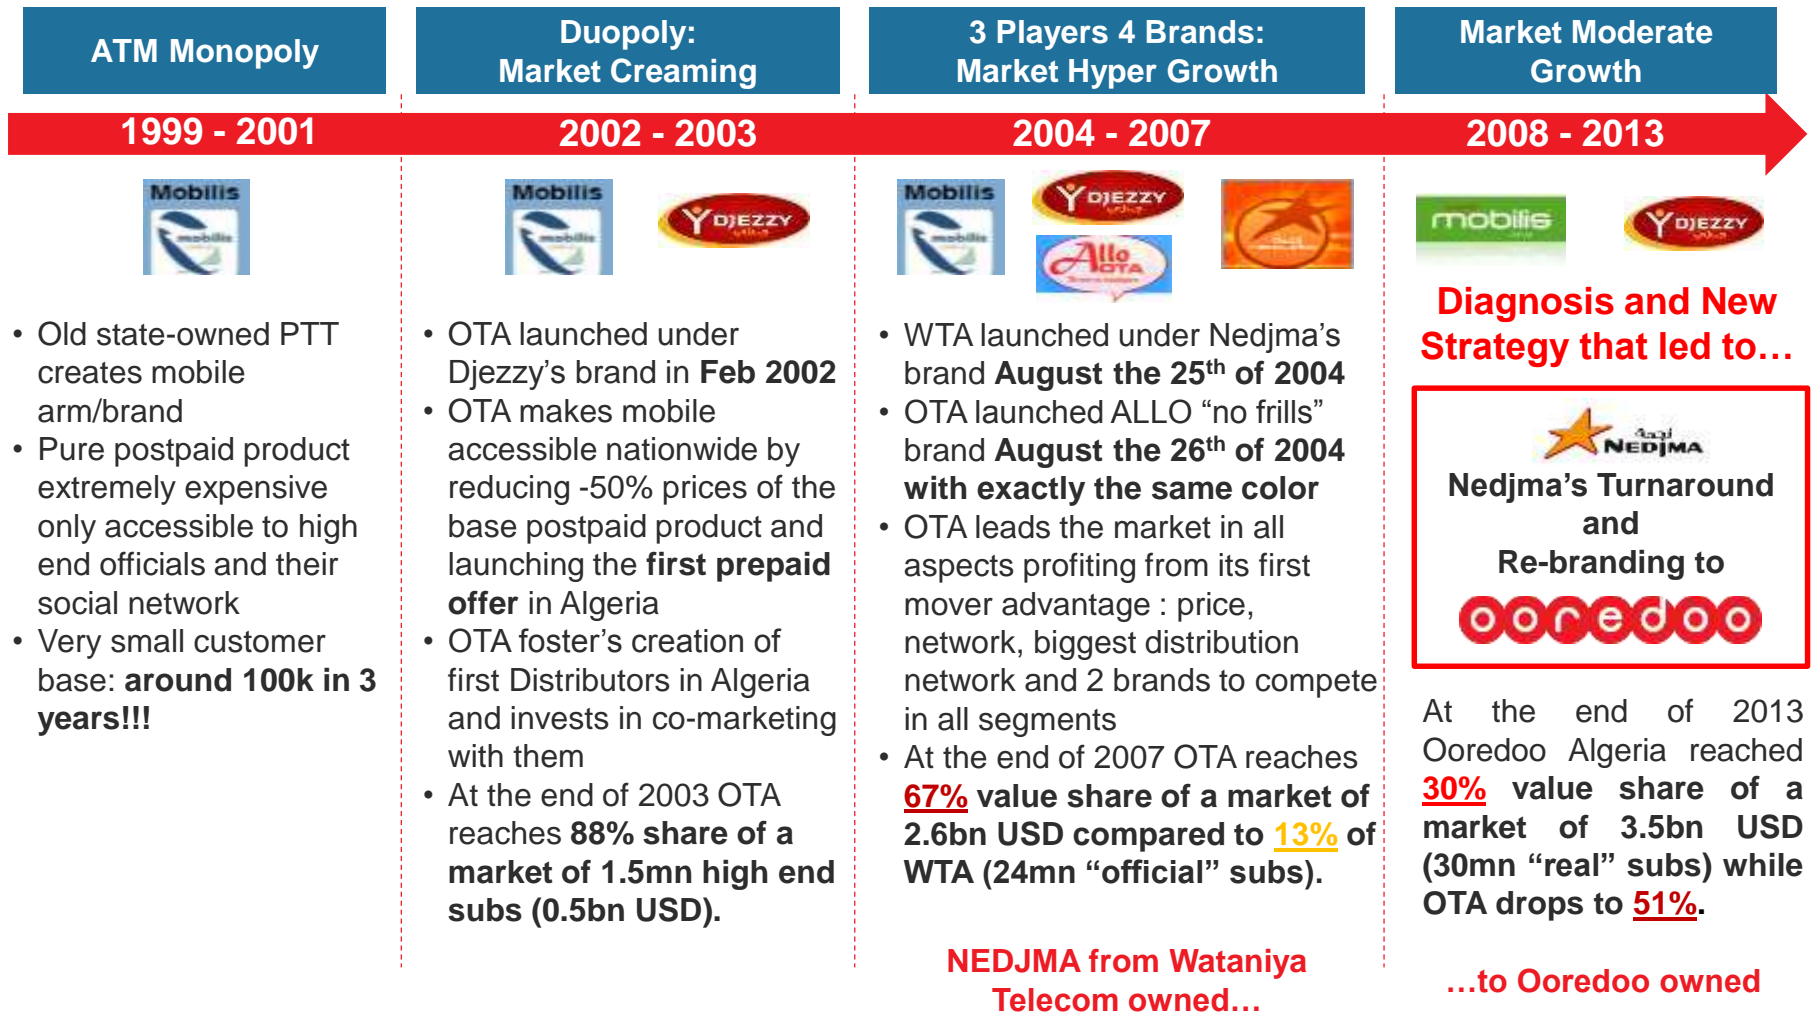 ATM Monopoly
1999 - 2001
Mobilis
mobilis
• Old state-owned PTT
creates mobile
arm/brand
• Pure postpaid product
extremely expensive
only accessible to high
end officials and their
social network
• Very small customer
base: around 100k in 3
years!!!
Duopoly:
Market Creaming
2002 - 2003
Mobilis
mobilis
DJEZZY
• OTA launched under
Djezzy’s brand in Feb 2002
• OTA makes mobile
accessible nationwide by
reducing -50% prices of the
base postpaid product and
launching the first prepaid
offer in Algeria
• OTA foster’s creation of
first Distributors in Algeria
and invests in co-marketing
with them
• At the end of 2003 OTA
reaches 88% share of a
market of 1.5mn high end
subs (0.5bn USD).
3 Players 4 Brands:
Market Hyper Growth
2004 - 2007
Mobilis
mobilis
DJEZZY
Allo
OTA
• WTA launched under Nedjma’s
brand August the 25th of 2004
• OTA launched ALLO “no frills”
brand August the 26th of 2004
with exactly the same color
• OTA leads the market in all
aspects profiting from its first
mover advantage : price,
network, biggest distribution
network and 2 brands to compete
in all segments
• At the end of 2007 OTA reaches
67% value share of a market of
2.6bn USD compared to 13% of
WTA (24mn “official” subs).
NEDJMA from Wataniya
Telecom owned…
Market Moderate
Growth
2008 - 2013
mobilis
DJEZZY
Diagnosis and New
Strategy that led to…
نجمة
NEDJMA
Nedjma’s Turnaround
and
Re-branding to
ooredoo
At the end of 2013
Ooredoo Algeria reached
30% value share of a
market of 3.5bn USD
(30mn “real” subs) while
OTA drops to 51%.
…to Ooredoo owned